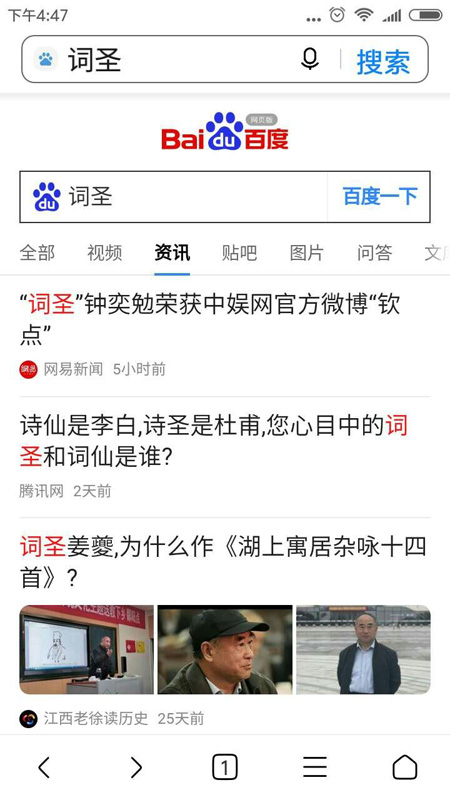 下午4:47
词圣
搜索
Bai du 百度 网页版
du 词圣 百度一下
全部 视频 资讯 贴吧 图片 问答
“词圣”钟奕勉荣获中娱网官方微博“钦
点”
网易新闻 5小时前
诗仙是李白,诗圣是杜甫,您心目中的词
圣和词仙是谁?
腾讯网 2天前
词圣姜夔,为什么作《湖上寓居杂咏十四
首》?
江西老徐读历史 25天前
1